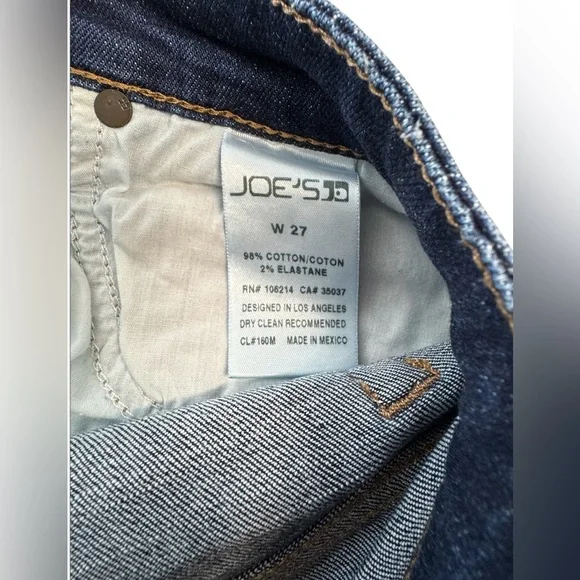 JOE'S
W 27
98% COTTON/COTON
2% ELASTANE
RN# 106214 CA# 35037
DESIGNED IN LOS ANGELES
DRY CLEAN RECOMMENDED
CL#160M MADE IN MEXICO